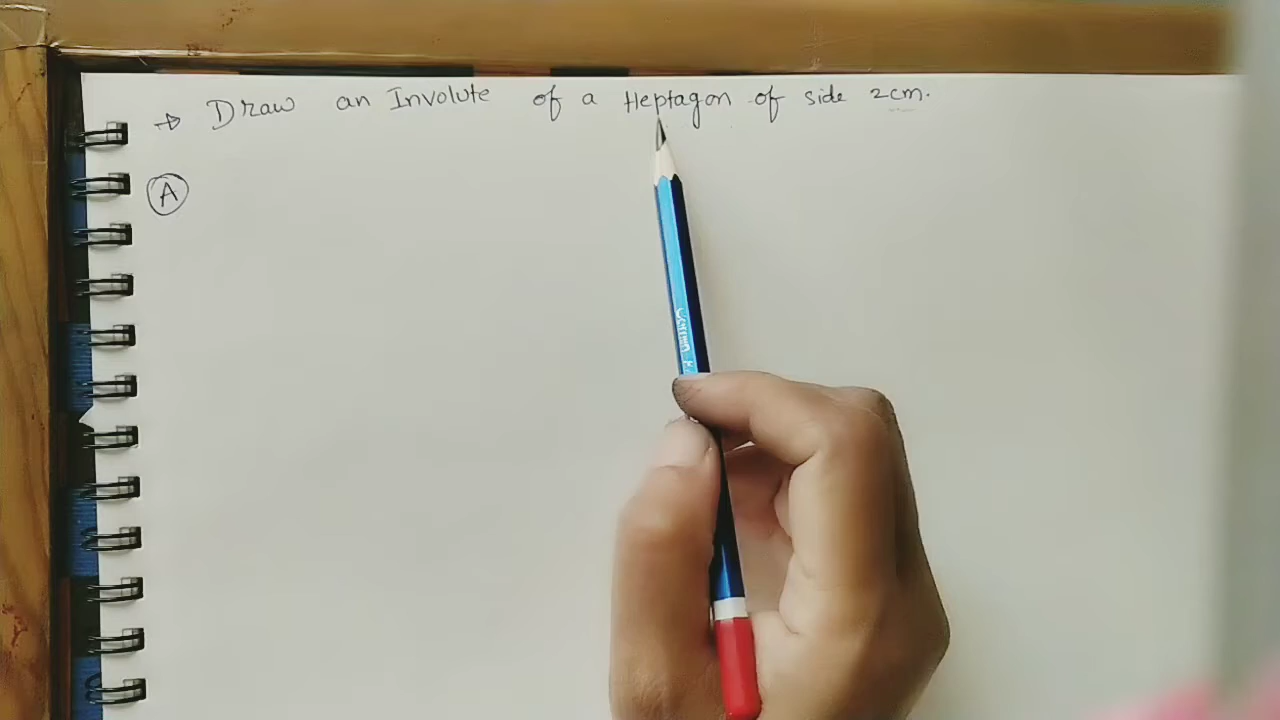 → Draw an Involute of a Heptagon of side 2cm.
A